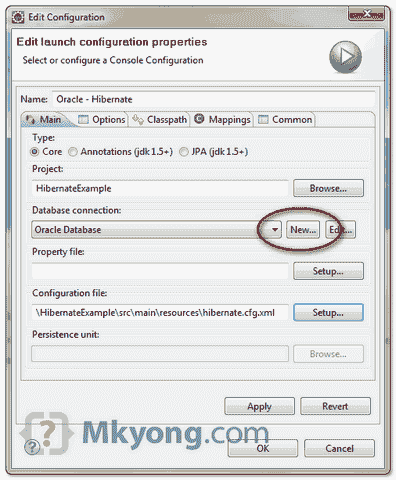 Edit Configuration
Edit launch configuration properties
Select or configure a Console Configuration
Name: Oracle - Hibernate
Main Options Classpath Mappings Common
Type:
Core Annotations (jdk 1.5+) JPA (jdk 1.5+)
Project:
HibernateExample Browse...
Database connection:
Oracle Database New... Edit...
Property file:
Setup...
Configuration file:
\HibernateExample\src\main\resources\hibernate.cfg.xml Setup...
Persistence unit:
Browse...
Apply Revert
Mkyong.com
OK Cancel